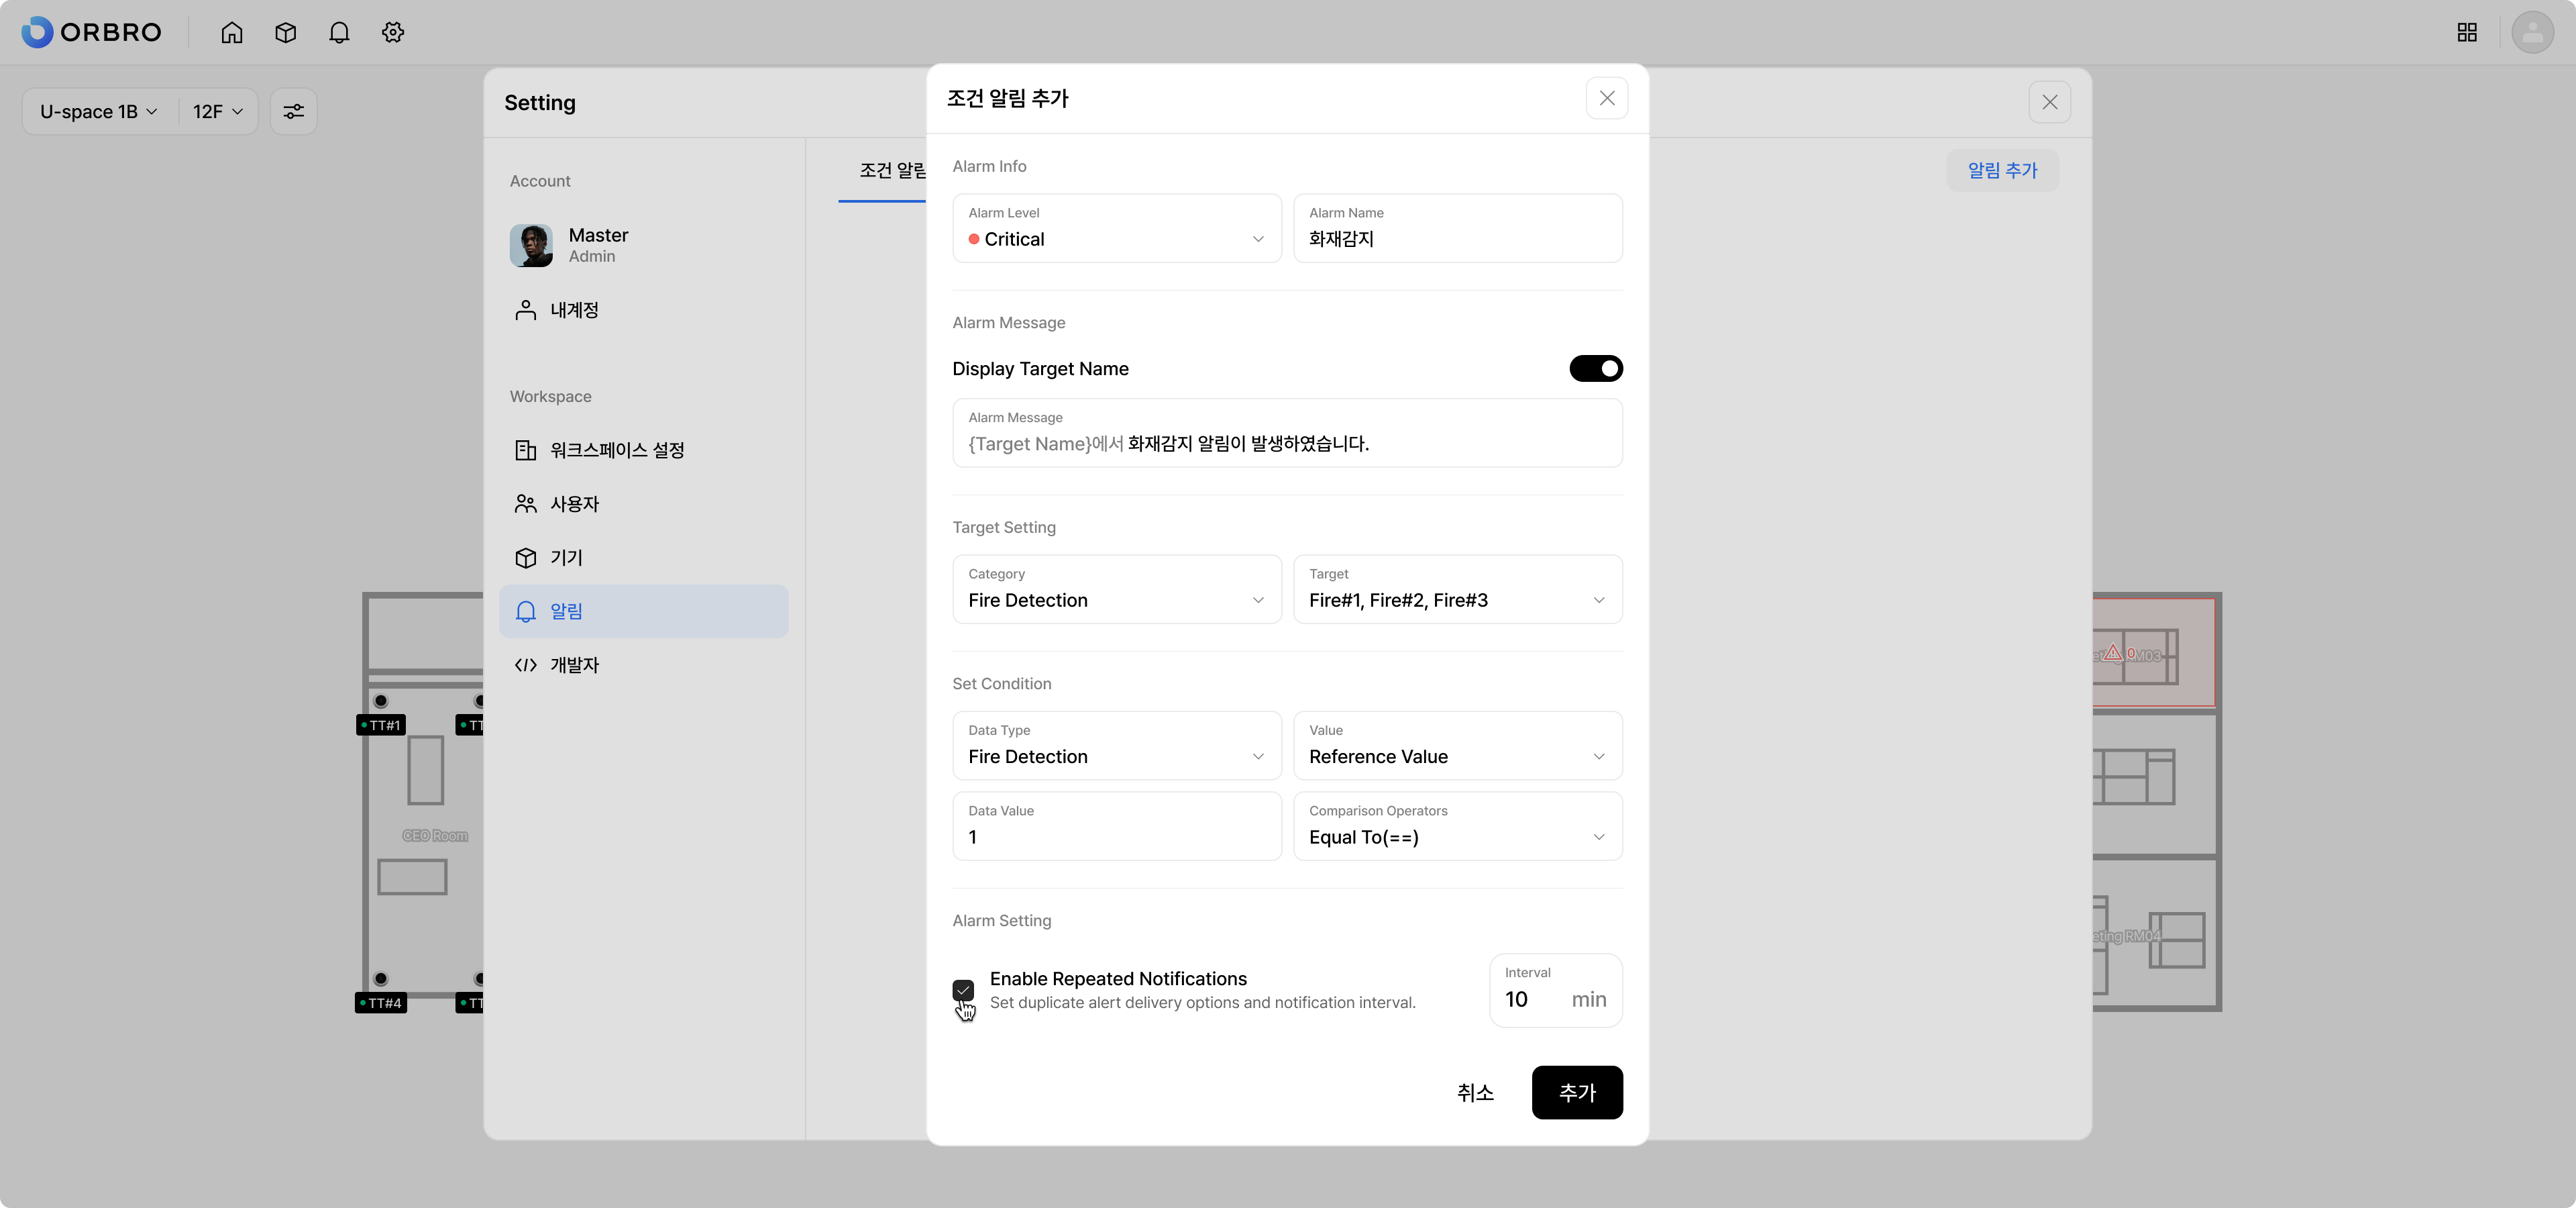 ORBRO
U-space 1B
12F
Setting
Account
Master
Admin
내계정
Workspace
워크스페이스 설정
사용자
기기
알림
개발자
조건 알림
알림 추가
조건 알림 추가
Alarm Info
Alarm Level
Critical
Alarm Name
화재감지
Alarm Message
Display Target Name
Alarm Message
{Target Name}에서 화재감지 알림이 발생하였습니다.
Target Setting
Category
Fire Detection
Target
Fire#1, Fire#2, Fire#3
Set Condition
Data Type
Fire Detection
Value
Reference Value
Data Value
1
Comparison Operators
Equal To(==)
Alarm Setting
Enable Repeated Notifications
Set duplicate alert delivery options and notification interval.
Interval
10 min
취소
추가
TT#1
TT
CEO Room
TT#4
TT
0
RM03
eting RM04